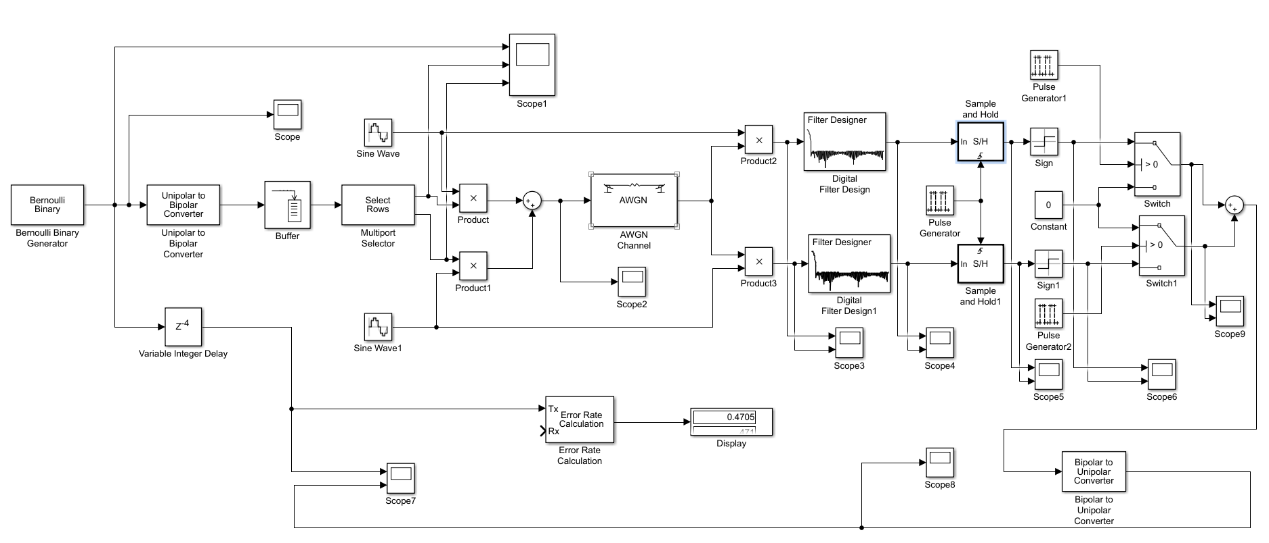 Scope1
Scope
Sine Wave
Bernoulli
Binary
Bernoulli Binary
Generator
Unipolar to
Bipolar
Converter
Unipolar to
Bipolar
Converter
Buffer
Select
Rows
Multiport
Selector
×
Product
×
Product1
+
+
AWGN
AWGN
Channel
Scope2
Sine Wave1
×
Product2
×
Product3
Filter Designer
Digital
Filter Design
Filter Designer
Digital
Filter Design1
Scope3
Scope4
Sample
and Hold
In S/H
Pulse
Generator
In S/H
Sample
and Hold1
Pulse
Generator1
Sign
0
Constant
Sign1
Pulse
Generator2
> 0
Switch
> 0
Switch1
+
+
Scope9
Scope5
Scope6
Z-4
Variable Integer Delay
Tx
Rx
Error Rate
Calculation
Error Rate
Calculation
0.4705
Display
Scope7
Scope8
Bipolar to
Unipolar
Converter
Bipolar to
Unipolar
Converter